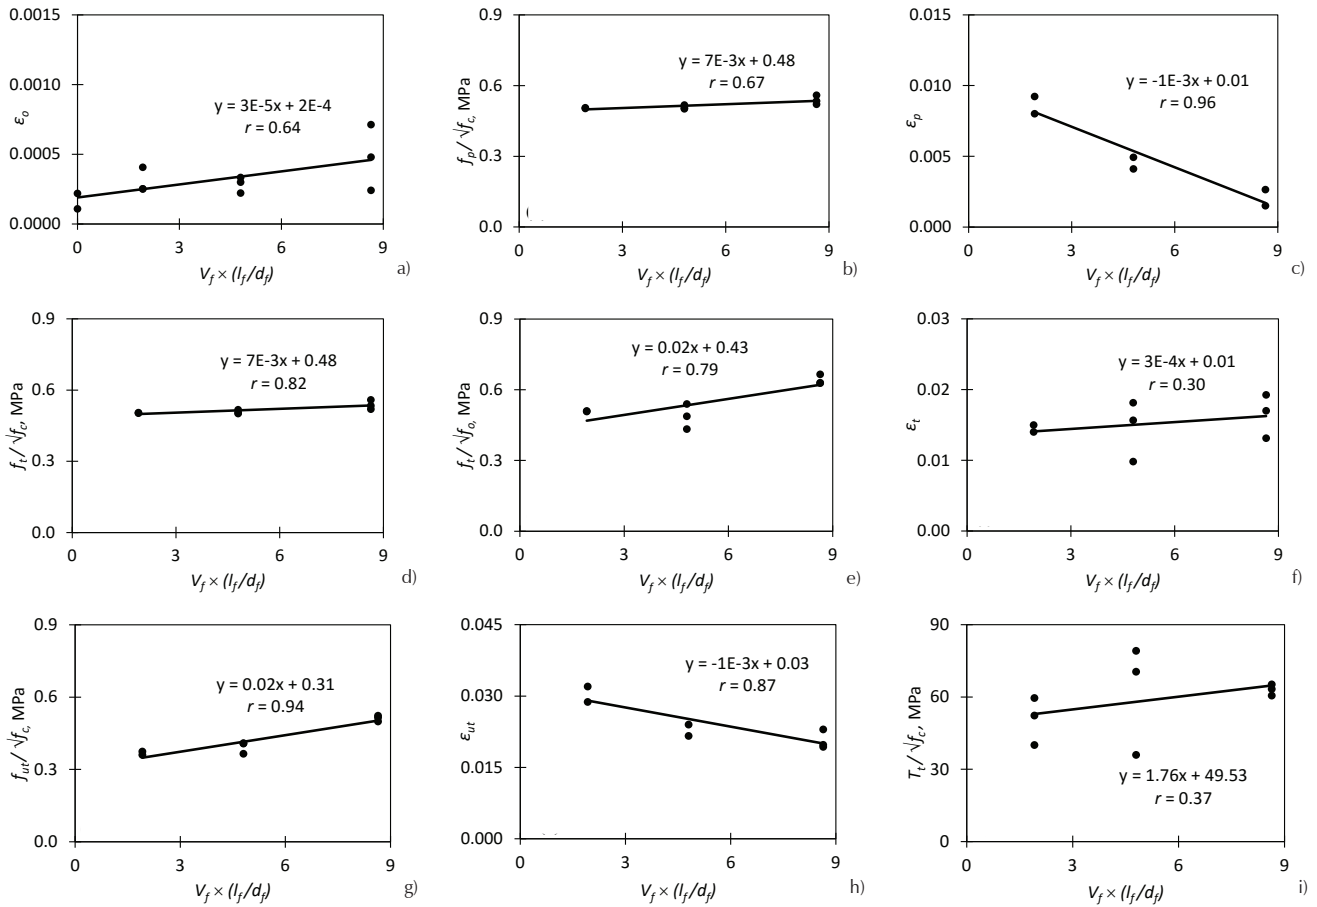 0.0015
0.0010
0.0005
0.0000
ε_o
y = 3E-5x + 2E-4
r = 0.64
0 3 6 9
V_f × (l_f/d_f)
a)
0.9
0.6
0.3
0.0
f_p/√f_c, MPa
y = 7E-3x + 0.48
r = 0.67
0 3 6 9
V_f × (l_f/d_f)
b)
0.015
0.010
0.005
0.000
ε_p
y = -1E-3x + 0.01
r = 0.96
0 3 6 9
V_f × (l_f/d_f)
c)
0.9
0.6
0.3
0.0
f_t/√f_c, MPa
y = 7E-3x + 0.48
r = 0.82
0 3 6 9
V_f × (l_f/d_f)
d)
0.9
0.6
0.3
0.0
f_t/√f_o, MPa
y = 0.02x + 0.43
r = 0.79
0 3 6 9
V_f × (l_f/d_f)
e)
0.03
0.02
0.01
0.00
ε_t
y = 3E-4x + 0.01
r = 0.30
0 3 6 9
V_f × (l_f/d_f)
f)
0.9
0.6
0.3
0.0
f_ut/√f_c, MPa
y = 0.02x + 0.31
r = 0.94
0 3 6 9
V_f × (l_f/d_f)
g)
0.045
0.030
0.015
0.000
ε_ut
y = -1E-3x + 0.03
r = 0.87
0 3 6 9
V_f × (l_f/d_f)
h)
90
60
30
0
T_t/√f_c, MPa
y = 1.76x + 49.53
r = 0.37
0 3 6 9
V_f × (l_f/d_f)
i)